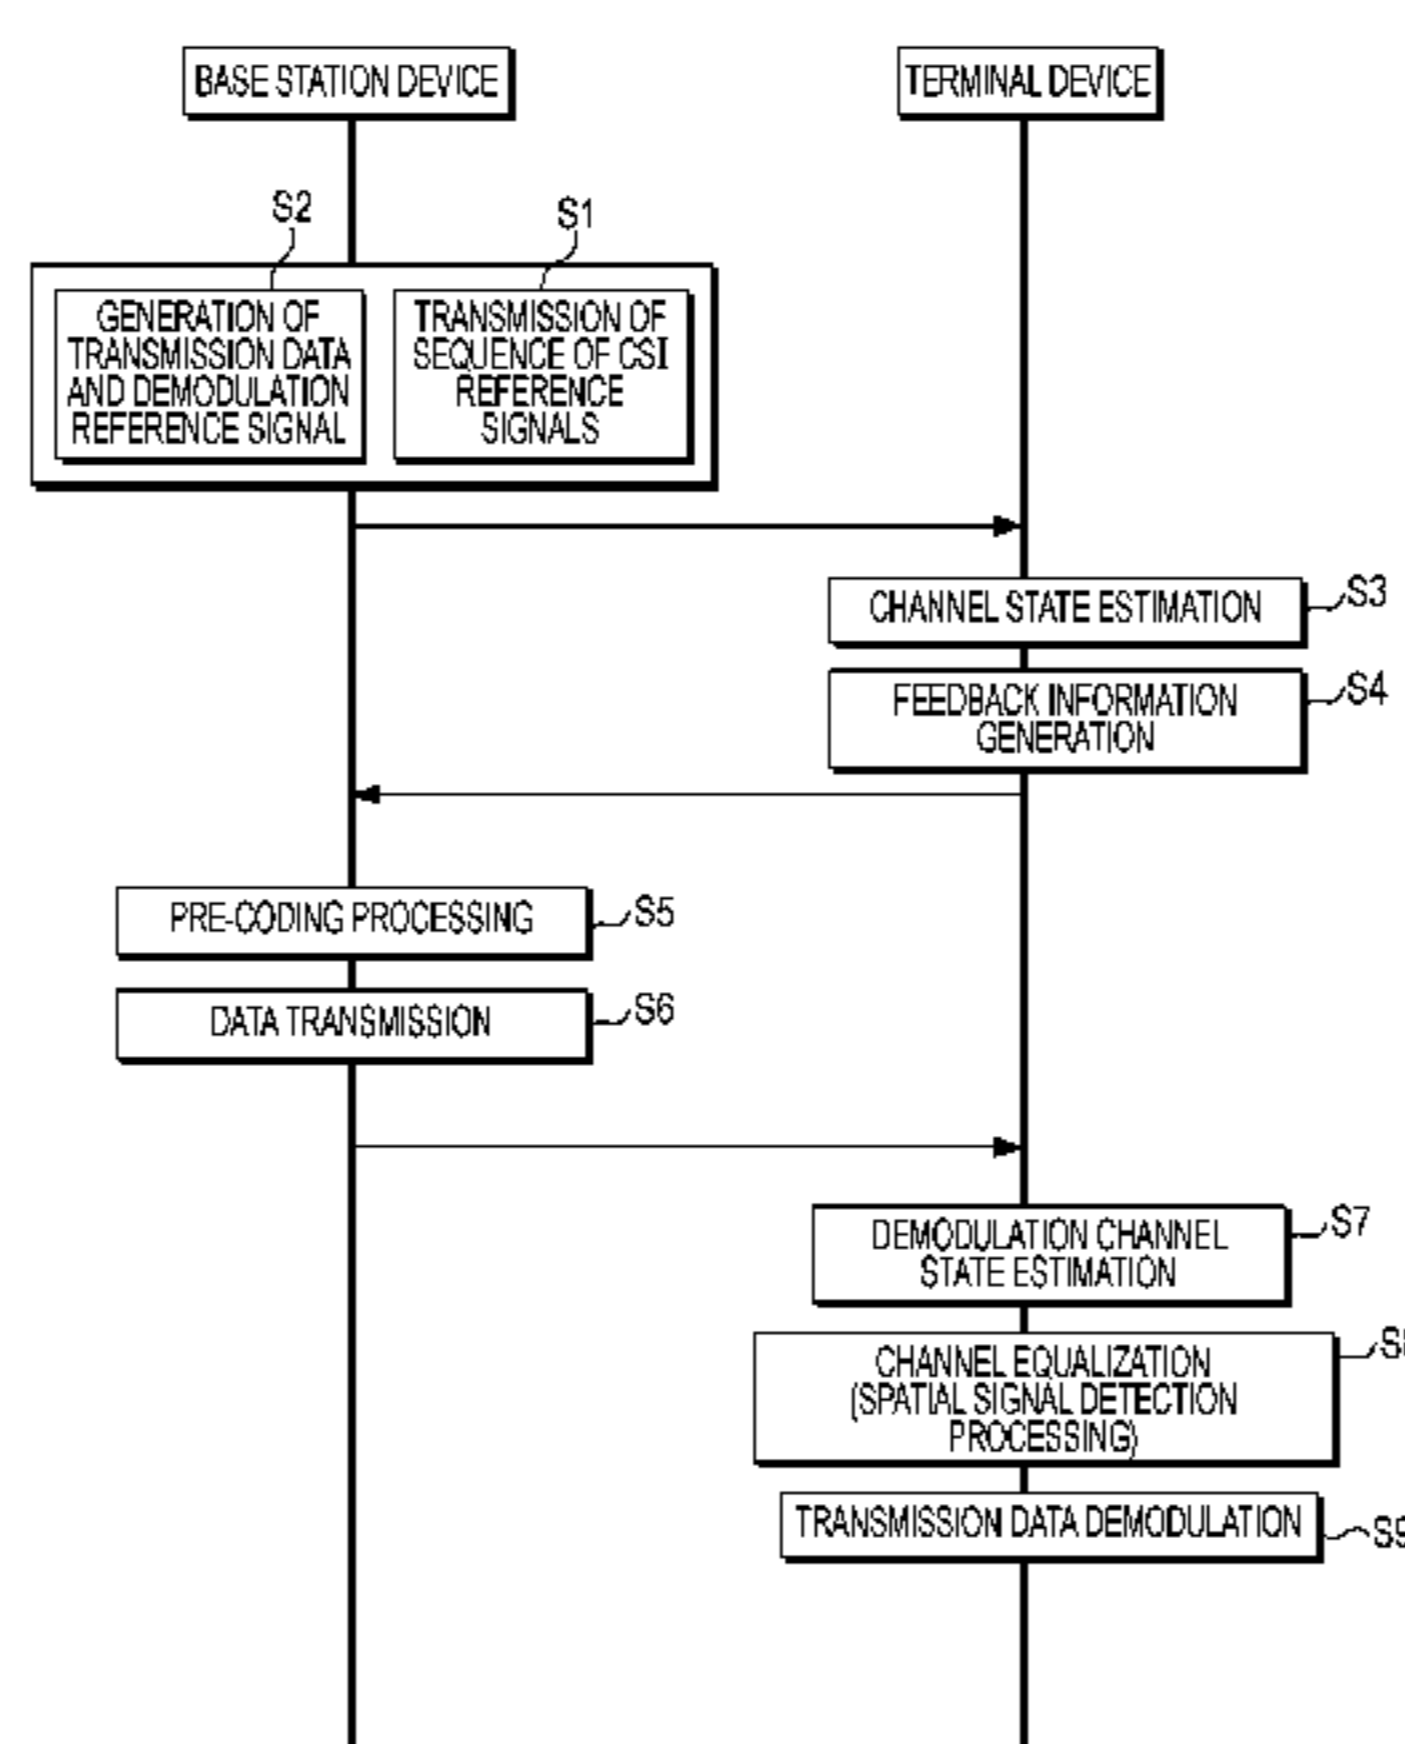 BASE STATION DEVICE
TERMINAL DEVICE
S2
S1
GENERATION OF
TRANSMISSION DATA
AND DEMODULATION
REFERENCE SIGNAL
TRANSMISSION OF
SEQUENCE OF CSI
REFERENCE
SIGNALS
CHANNEL STATE ESTIMATION
S3
FEEDBACK INFORMATION
GENERATION
S4
PRE-CODING PROCESSING
S5
DATA TRANSMISSION
S6
DEMODULATION CHANNEL
STATE ESTIMATION
S7
CHANNEL EQUALIZATION
(SPATIAL SIGNAL DETECTION
PROCESSING)
S8
TRANSMISSION DATA DEMODULATION
S9